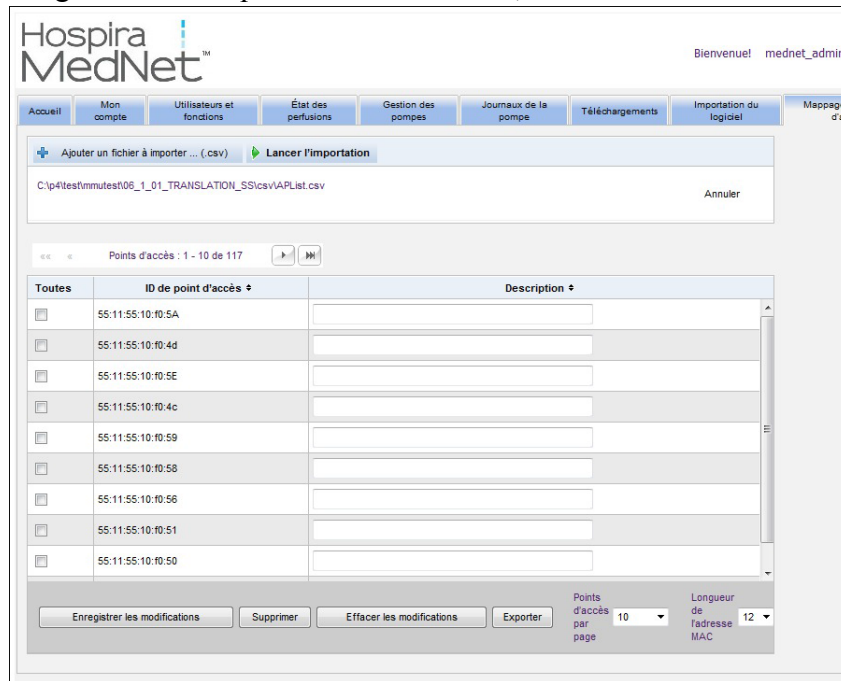 Hospira
MedNet™
Bienvenue! mednet_admin
Accueil
Mon
compte
Utilisateurs et
fonctions
État des
perfusions
Gestion des
pompes
Journaux de la
pompe
Téléchargements
Importation du
logiciel
Ajouter un fichier à importer ... (.csv) Lancer l'importation
C:\p4\test\mmutest\06_1_01_TRANSLATION_SS\csv\APList.csv
Annuler
Points d'accès : 1 - 10 de 117
Toutes ID de point d'accès Description
55:11:55:10:f0:5A
55:11:55:10:f0:4d
55:11:55:10:f0:5E
55:11:55:10:f0:4c
55:11:55:10:f0:59
55:11:55:10:f0:58
55:11:55:10:f0:56
55:11:55:10:f0:51
55:11:55:10:f0:50
Enregistrer les modifications Supprimer Effacer les modifications Exporter
Points
d'accès
par
page
10
Longueur
de
l'adresse
MAC
12